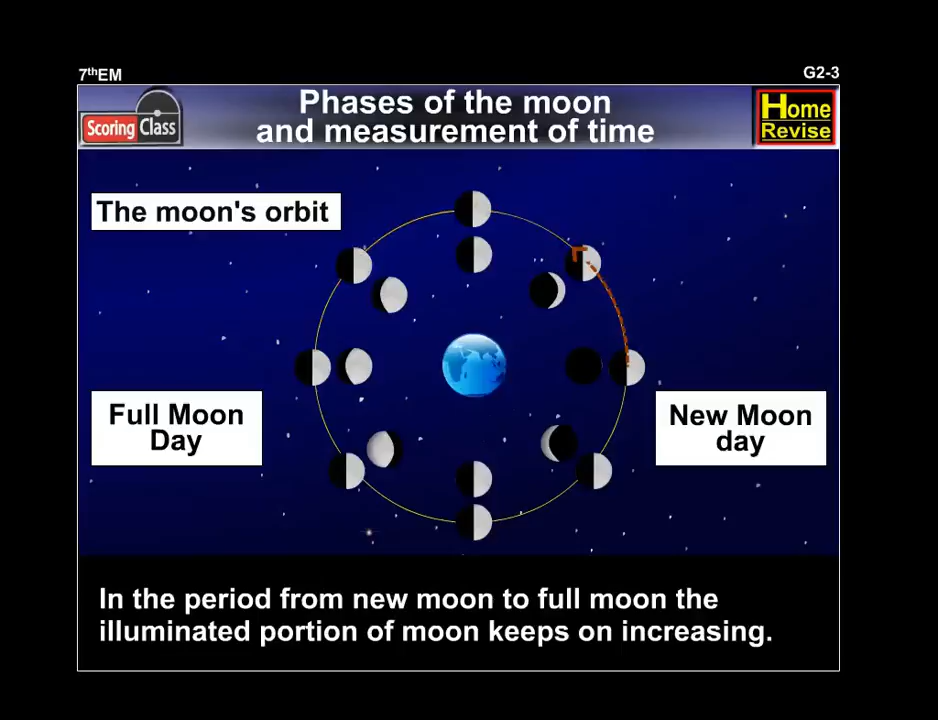 7thEM
G2-3
Scoring Class
Phases of the moon
and measurement of time
Home
Revise
The moon's orbit
Full Moon
Day
New Moon
day
In the period from new moon to full moon the
illuminated portion of moon keeps on increasing.